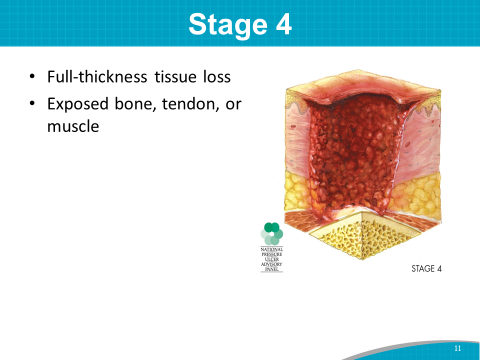 Stage 4
• Full-thickness tissue loss
• Exposed bone, tendon, or
muscle
NATIONAL
PRESSURE
ULCER
ADVISORY
PANEL
STAGE 4
11